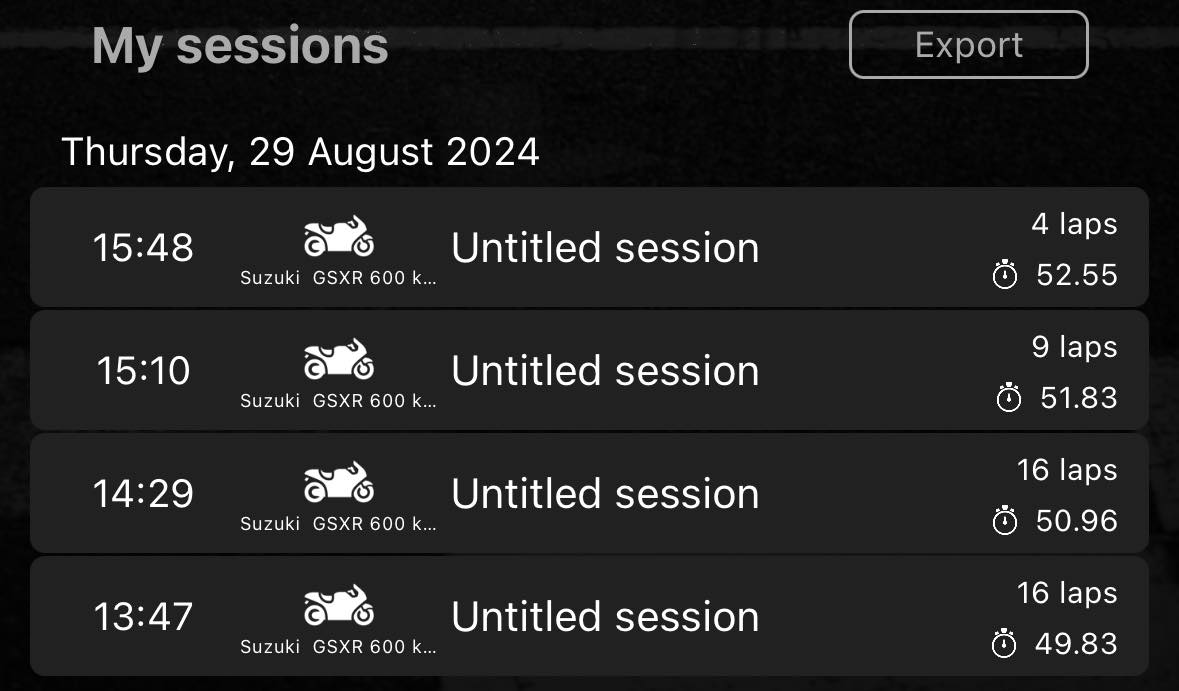 My sessions
Export
Thursday, 29 August 2024
15:48
Suzuki GSXR 600 k...
Untitled session
4 laps
52.55
15:10
Suzuki GSXR 600 k...
Untitled session
9 laps
51.83
14:29
Suzuki GSXR 600 k...
Untitled session
16 laps
50.96
13:47
Suzuki GSXR 600 k...
Untitled session
16 laps
49.83